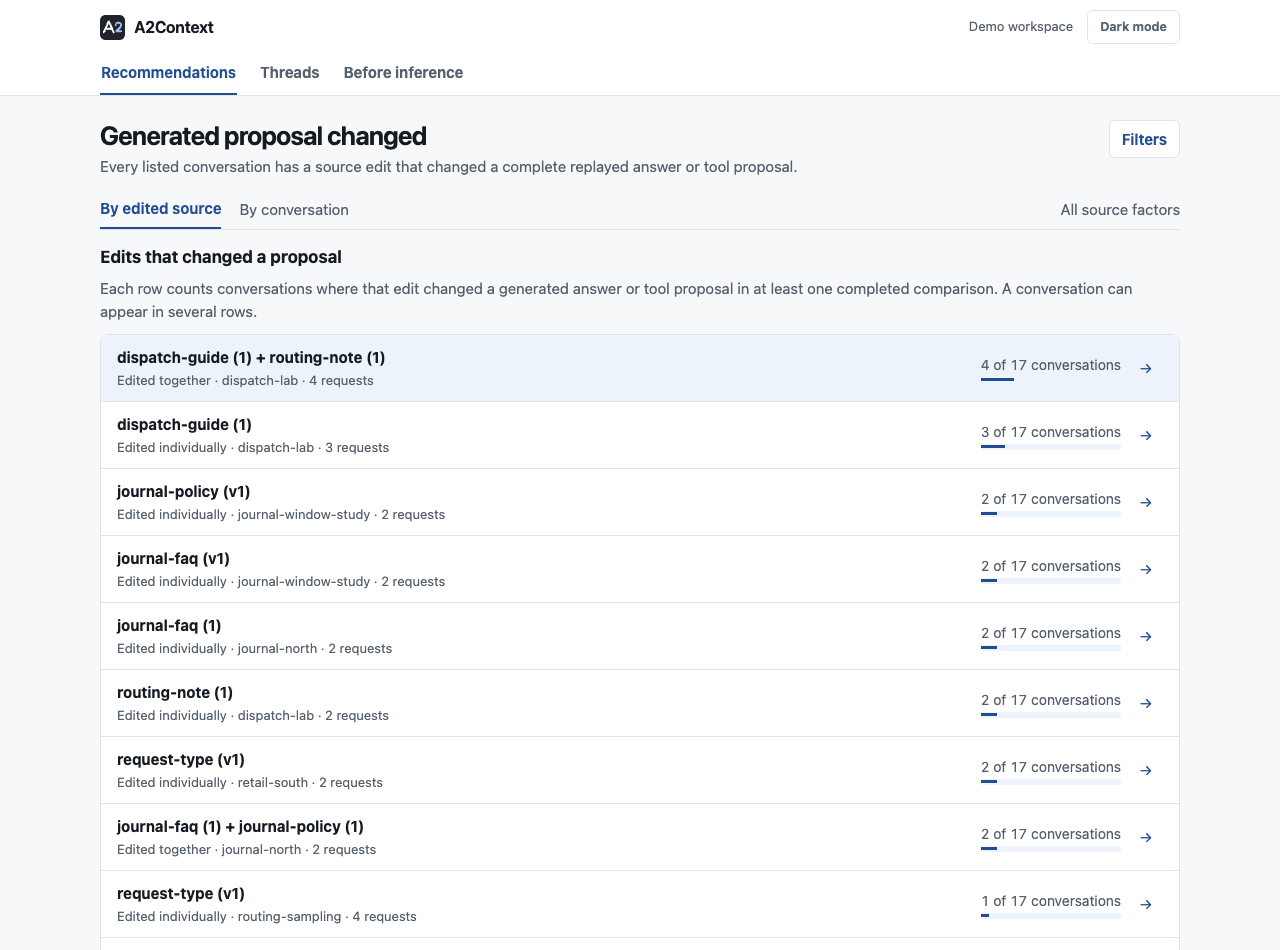 A2 A2Context
Demo workspace
Dark mode
Recommendations
Threads
Before inference
Generated proposal changed
Filters
Every listed conversation has a source edit that changed a complete replayed answer or tool proposal.
By edited source
By conversation
All source factors
Edits that changed a proposal
Each row counts conversations where that edit changed a generated answer or tool proposal in at least one completed comparison. A conversation can
appear in several rows.
dispatch-guide (1) + routing-note (1)
Edited together · dispatch-lab · 4 requests
4 of 17 conversations →
dispatch-guide (1)
Edited individually · dispatch-lab · 3 requests
3 of 17 conversations →
journal-policy (v1)
Edited individually · journal-window-study · 2 requests
2 of 17 conversations →
journal-faq (v1)
Edited individually · journal-window-study · 2 requests
2 of 17 conversations →
journal-faq (1)
Edited individually · journal-north · 2 requests
2 of 17 conversations →
routing-note (1)
Edited individually · dispatch-lab · 2 requests
2 of 17 conversations →
request-type (v1)
Edited individually · retail-south · 2 requests
2 of 17 conversations →
journal-faq (1) + journal-policy (1)
Edited together · journal-north · 2 requests
2 of 17 conversations →
request-type (v1)
Edited individually · routing-sampling · 4 requests
1 of 17 conversations →